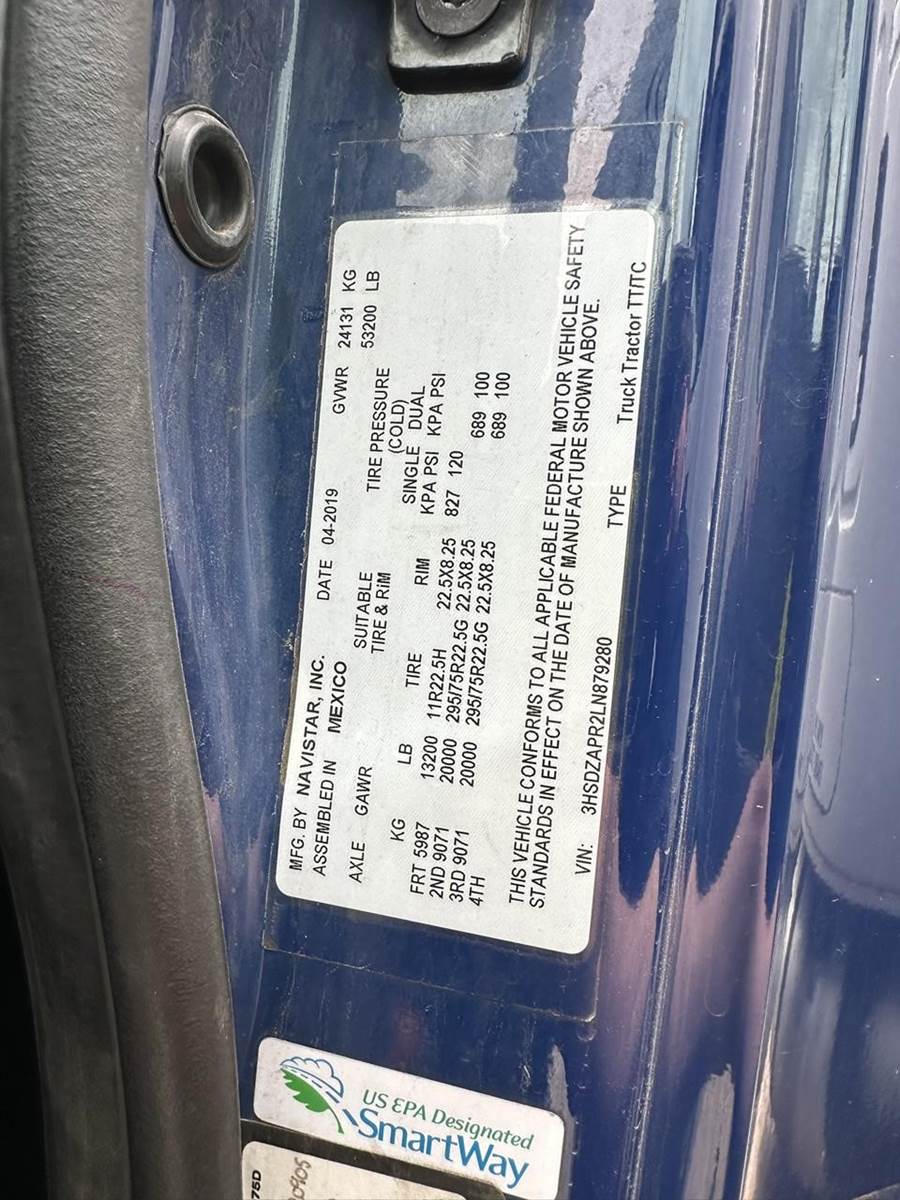 MFG. BY NAVISTAR, INC. DATE 04-2019 GVWR 24131 KG
ASSEMBLED IN MEXICO 53200 LB
AXLE GAWR SUITABLE TIRE PRESSURE
TIRE & RiM (COLD)
SINGLE DUAL
KG LB TIRE RIM KPA PSI KPA PSI
FRT 5987 13200 11R22.5H 22.5X8.25 827 120
2ND 9071 20000 295/75R22.5G 22.5X8.25 689 100
3RD 9071 20000 295/75R22.5G 22.5X8.25 689 100
4TH
THIS VEHICLE CONFORMS TO ALL APPLICABLE FEDERAL MOTOR VEHICLE SAFETY
STANDARDS IN EFFECT ON THE DATE OF MANUFACTURE SHOWN ABOVE.
VIN: 3HSDZAPR2LN879280 TYPE Truck Tractor TT/TC
US EPA Designated
SmartWay